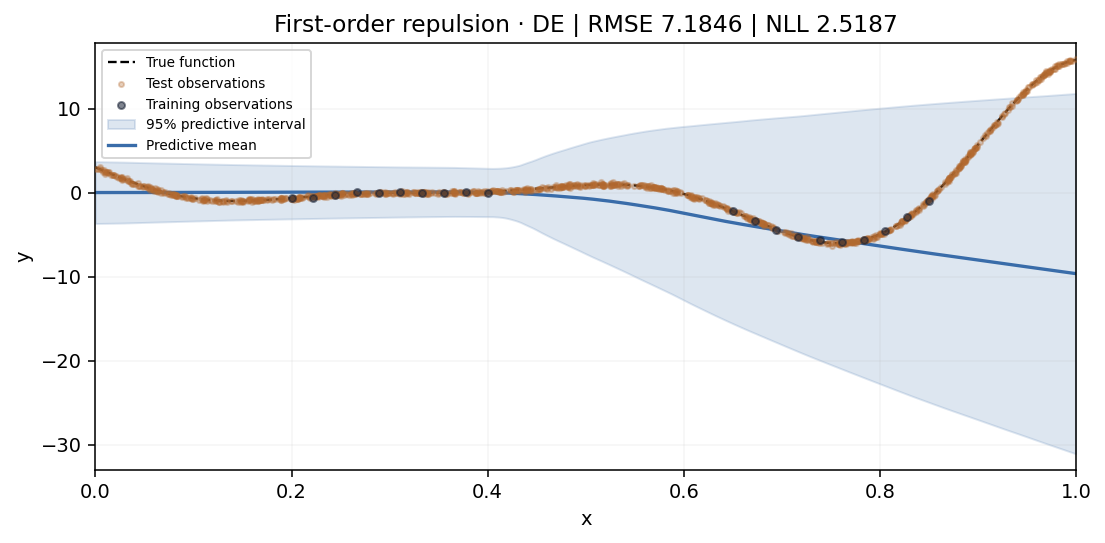 First-order repulsion · DE | RMSE 7.1846 | NLL 2.5187
True function
Test observations
Training observations
95% predictive interval
Predictive mean
y
10
0
−10
−20
−30
0.0 0.2 0.4 0.6 0.8 1.0
x